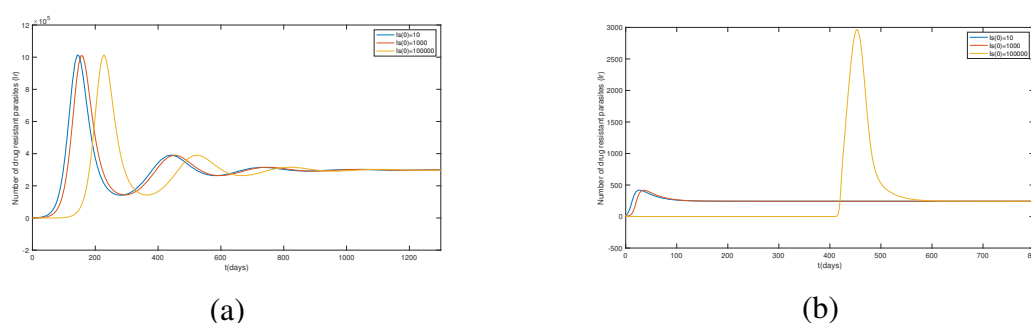 12 ×10⁵
10
8
6
4
2
0
-2
0 200 400 600 800 1000 1200
Number of drug resistant parasites (Ir)
t(days)
Is(0)=10
Is(0)=1000
Is(0)=100000
(a)
3000
2500
2000
1500
1000
500
0
-500
0 100 200 300 400 500 600 700 800
Number of drug resistant parasites (Ir)
t(days)
Is(0)=10
Is(0)=1000
Is(0)=100000
(b)